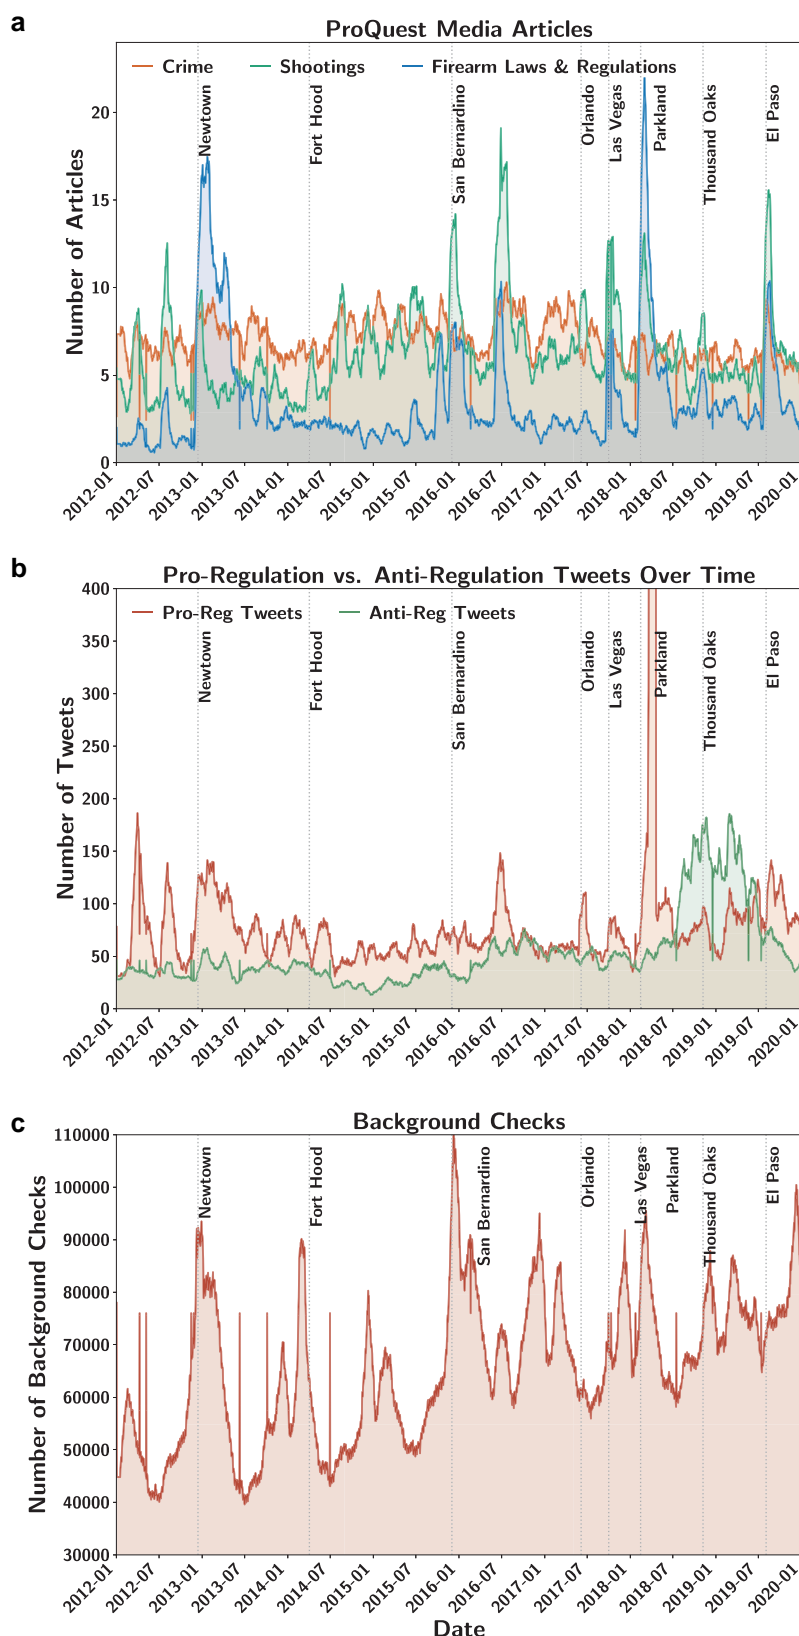 a
ProQuest Media Articles
Crime
Shootings
Firearm Laws & Regulations
Newtown
Fort Hood
San Bernardino
Orlando
Las Vegas
Parkland
Thousand Oaks
El Paso
Number of Articles
20
15
10
5
0
2012-01
2012-07
2013-01
2013-07
2014-01
2014-07
2015-01
2015-07
2016-01
2016-07
2017-01
2017-07
2018-01
2018-07
2019-01
2019-07
2020-01
b
Pro-Regulation vs. Anti-Regulation Tweets Over Time
Pro-Reg Tweets
Anti-Reg Tweets
Newtown
Fort Hood
San Bernardino
Orlando
Las Vegas
Parkland
Thousand Oaks
El Paso
Number of Tweets
400
350
300
250
200
150
100
50
0
2012-01
2012-07
2013-01
2013-07
2014-01
2014-07
2015-01
2015-07
2016-01
2016-07
2017-01
2017-07
2018-01
2018-07
2019-01
2019-07
2020-01
c
Background Checks
Newtown
Fort Hood
San Bernardino
Orlando
Las Vegas
Parkland
Thousand Oaks
El Paso
Number of Background Checks
110000
100000
90000
80000
70000
60000
50000
40000
30000
2012-01
2012-07
2013-01
2013-07
2014-01
2014-07
2015-01
2015-07
2016-01
2016-07
2017-01
2017-07
2018-01
2018-07
2019-01
2019-07
2020-01
Date